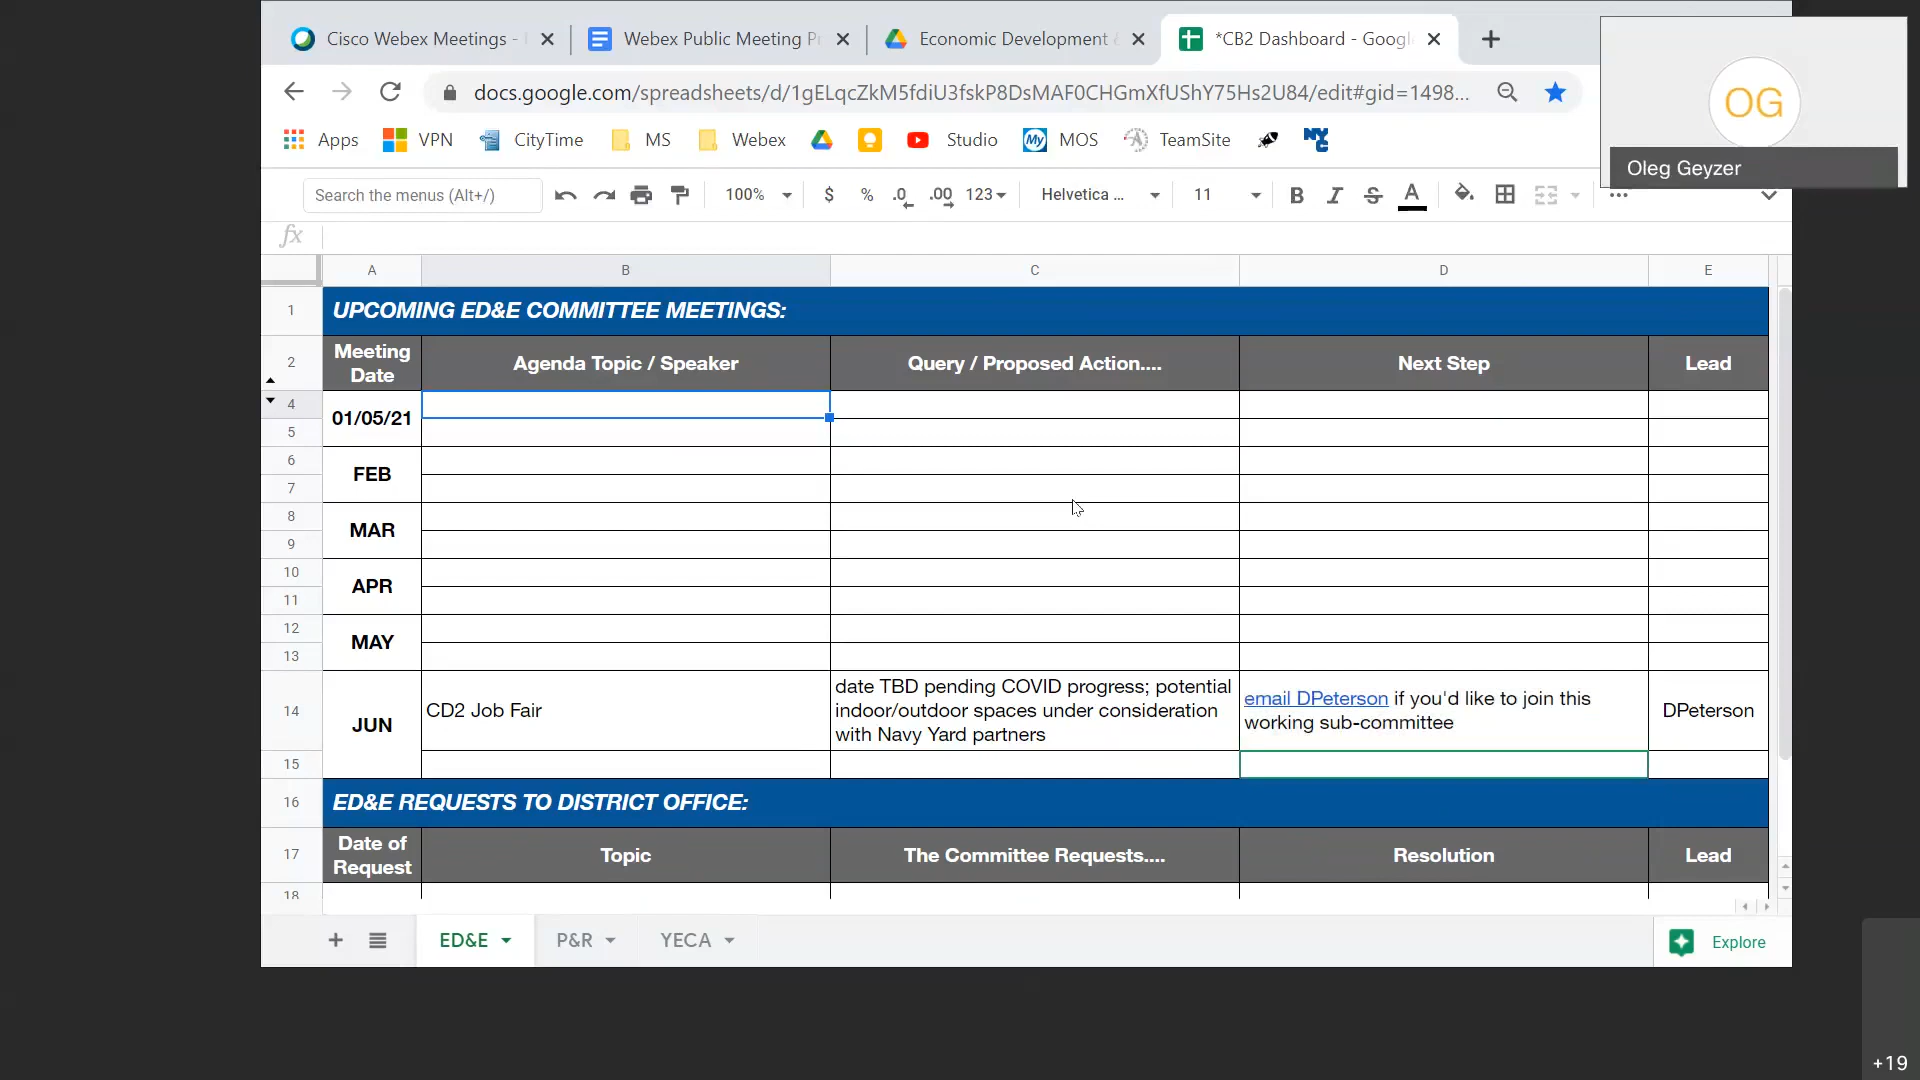 Cisco Webex Meetings -
Webex Public Meeting Pr
Economic Development
*CB2 Dashboard - Googl
docs.google.com/spreadsheets/d/1gELqcZkM5fdiU3fskP8DsMAF0CHGmXfUShY75Hs2U84/edit#gid=1498...
OG
Oleg Geyzer
Apps VPN CityTime MS Webex Studio My MOS TeamSite NYC
Search the menus (Alt+/) 100% $ % .0 .00 123 Helvetica ... 11 B I S A ...
fx
A B C D E
1 UPCOMING ED&E COMMITTEE MEETINGS:
2 Meeting Date Agenda Topic / Speaker Query / Proposed Action.... Next Step Lead
4 01/05/21
5
6 FEB
7
8 MAR
9
10 APR
11
12 MAY
13
14 JUN CD2 Job Fair
date TBD pending COVID progress; potential
indoor/outdoor spaces under consideration
with Navy Yard partners
email DPeterson if you'd like to join this
working sub-committee
DPeterson
15
16 ED&E REQUESTS TO DISTRICT OFFICE:
17 Date of Request Topic The Committee Requests.... Resolution Lead
18
ED&E P&R YECA Explore
+19